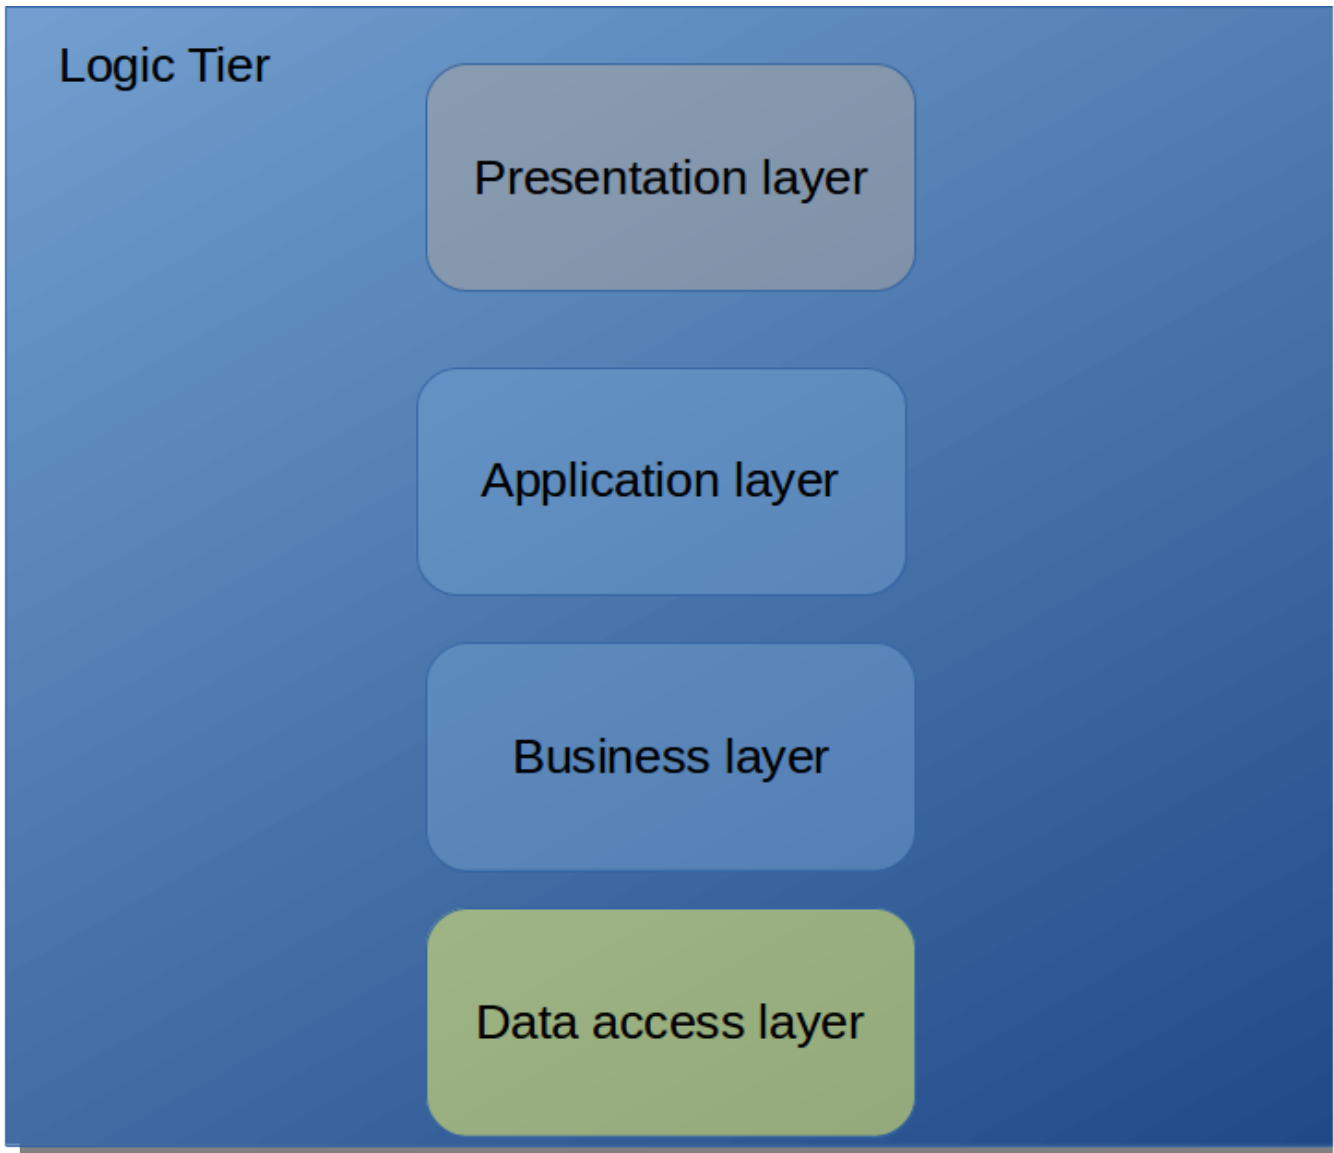 Logic Tier
Presentation layer
Application layer
Business layer
Data access layer